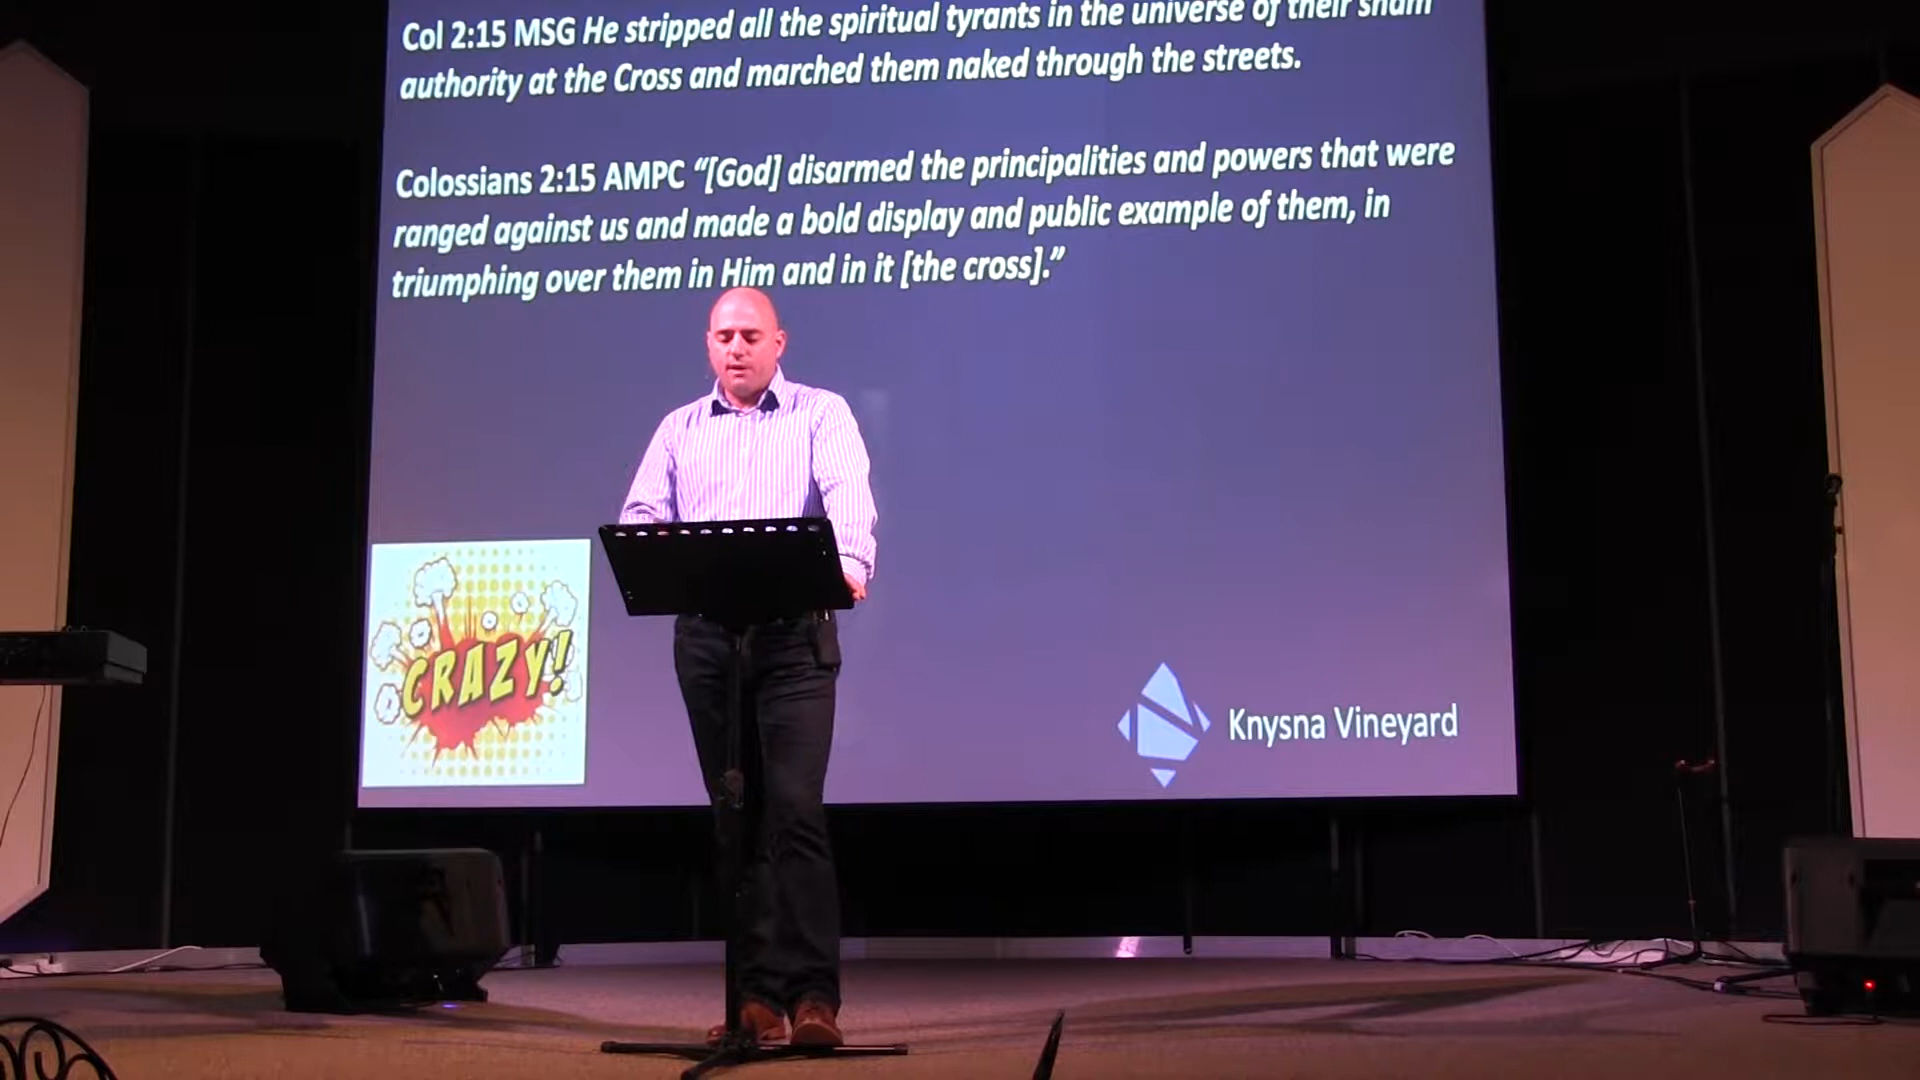 Col 2:15 MSG He stripped all the spiritual tyrants in the universe of their sham
authority at the Cross and marched them naked through the streets.
Colossians 2:15 AMPC “[God] disarmed the principalities and powers that were
ranged against us and made a bold display and public example of them, in
triumphing over them in Him and in it [the cross].”
CRAZY!
Knysna Vineyard